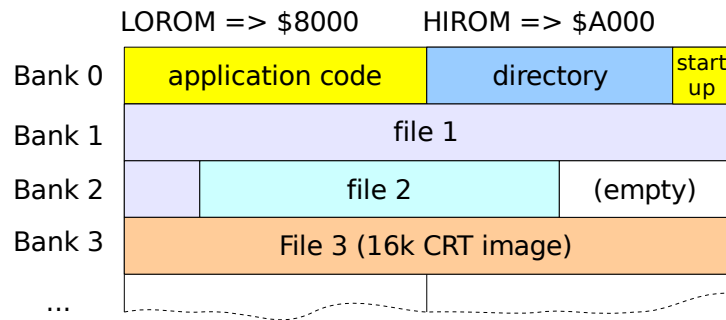 LOROM => $8000 HIROM => $A000
Bank 0 application code directory start
up
Bank 1 file 1
Bank 2 file 2 (empty)
Bank 3 File 3 (16k CRT image)
...